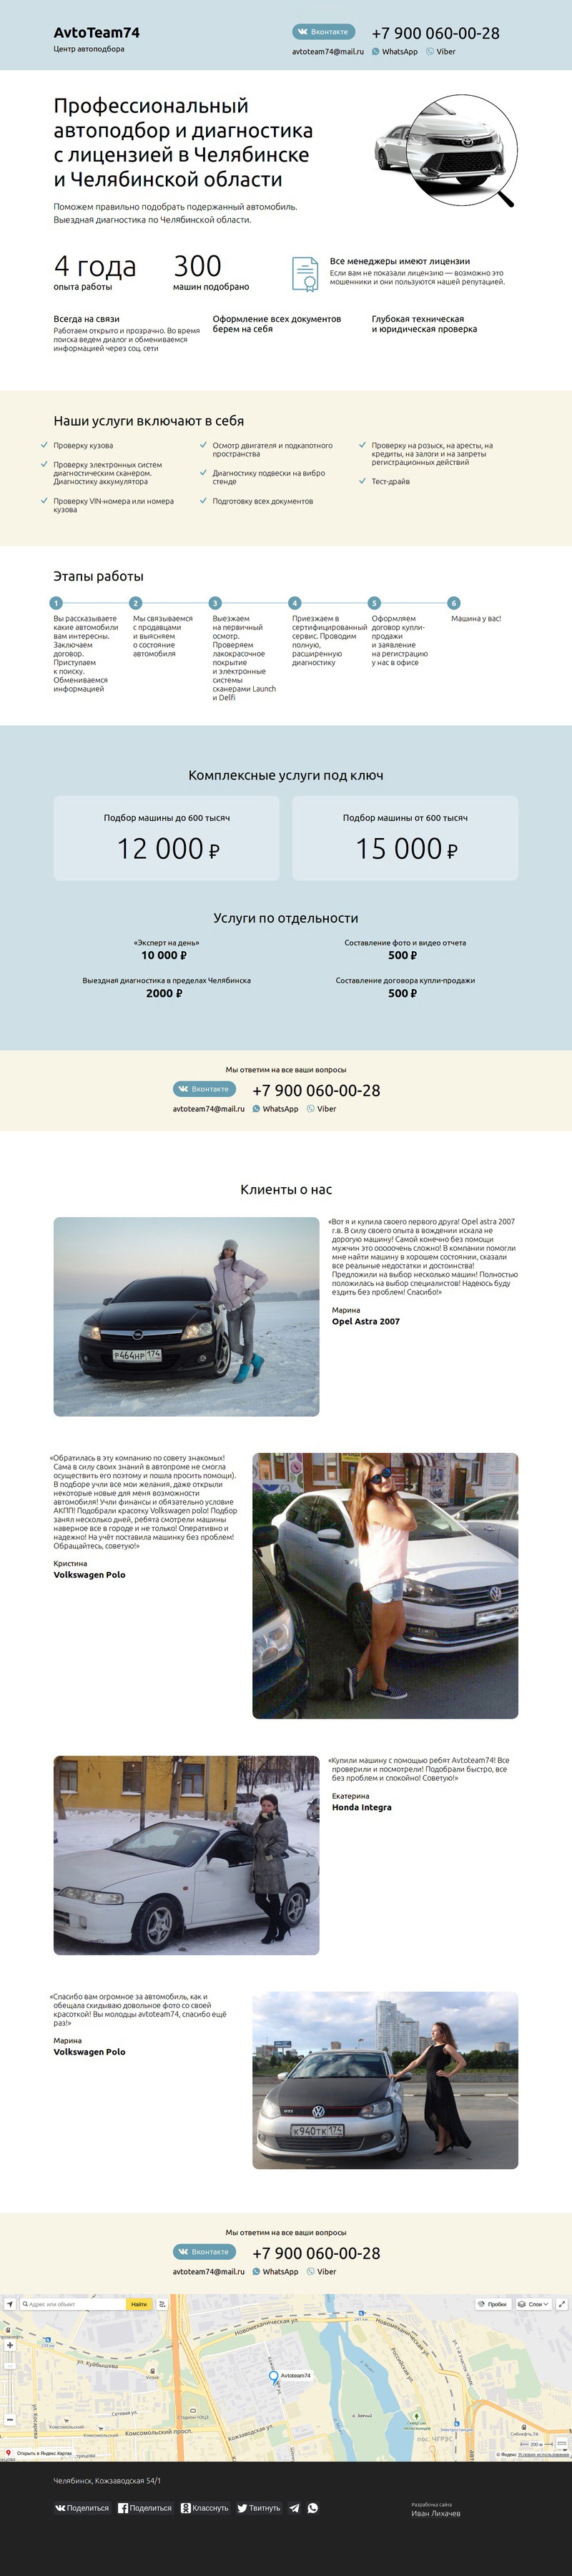 AvtoTeam74
Центр автоподбора
Вконтакте
+7 900 060-00-28
avtoteam74@mail.ru WhatsApp Viber
Профессиональный
автоподбор и диагностика
с лицензией в Челябинске
и Челябинской области
Поможем правильно подобрать подержанный автомобиль.
Выездная диагностика по Челябинской области.
4 года
опыта работы
300
машин подобрано
Все менеджеры имеют лицензии
Если вам не показали лицензию — возможно это
мошенники и они пользуются нашей репутацией.
Всегда на связи
Работаем открыто и прозрачно. Во время
поиска ведем диалог и обмениваемся
информацией через соц. сети
Оформление всех документов
берем на себя
Глубокая техническая
и юридическая проверка
Наши услуги включают в себя
Проверку кузова
Проверку электронных систем
диагностическим сканером.
Диагностику аккумулятора
Проверку VIN-номера или номера
кузова
Осмотр двигателя и подкапотного
пространства
Диагностику подвески на вибро
стенде
Подготовку всех документов
Проверку на розыск, на аресты, на
кредиты, на залоги и на запреты
регистрационных действий
Тест-драйв
Этапы работы
1
Вы рассказываете
какие автомобили
вам интересны.
Заключаем
договор.
Приступаем
к поиску.
Обмениваемся
информацией
2
Мы связываемся
с продавцами
и выясняем
о состояние
автомобиля
3
Выезжаем
на первичный
осмотр.
Проверяем
лакокрасочное
покрытие
и электронные
системы
сканерами Launch
и Delfi
4
Приезжаем в
сертифицированный
сервис. Проводим
полную,
расширенную
диагностику
5
Оформляем
договор купли-
продажи
и заявление
на регистрацию
у нас в офисе
6
Машина у вас!
Комплексные услуги под ключ
Подбор машины до 600 тысяч
12 000 ₽
Подбор машины от 600 тысяч
15 000 ₽
Услуги по отдельности
«Эксперт на день»
10 000 ₽
Составление фото и видео отчета
500 ₽
Выездная диагностика в пределах Челябинска
2000 ₽
Составление договора купли-продажи
500 ₽
Мы ответим на все ваши вопросы
Вконтакте
+7 900 060-00-28
avtoteam74@mail.ru WhatsApp Viber
Клиенты о нас
«Вот я и купила своего первого друга! Opel astra 2007
г.в. В силу своего опыта в вождении искала не
дорогую машину! Самой конечно без помощи
мужчин это ооооочень сложно! В компании помогли
мне найти машину в хорошем состоянии, сказали
все реальные недостатки и достоинства!
Предложили на выбор несколько машин! Полностью
положилась на выбор специалистов! Надеюсь буду
ездить без проблем! Спасибо!»
Марина
Opel Astra 2007
Р464НР 174
«Обратилась в эту компанию по совету знакомых!
Сама в силу своих знаний в автопроме не смогла
осуществить его поэтому и пошла просить помощи).
В подборе учли все мои желания, даже открыли
некоторые новые для меня возможности
автомобиля! Учли финансы и обязательно условие
АКПП! Подобрали красотку Volkswagen polo! Подбор
занял несколько дней, ребята смотрели машины
наверное все в городе и не только! Оперативно и
надежно! На учёт поставила машинку без проблем!
Обращайтесь, советую!»
Кристина
Volkswagen Polo
«Купили машину с помощью ребят Avtoteam74! Все
проверили и посмотрели! Подобрали быстро, все
без проблем и спокойно! Советую!»
Екатерина
Honda Integra
«Спасибо вам огромное за автомобиль, как и
обещала скидываю довольное фото со своей
красоткой! Вы молодцы avtoteam74, спасибо ещё
раз!»
Марина
Volkswagen Polo
К940ТК 174
Мы ответим на все ваши вопросы
Вконтакте
+7 900 060-00-28
avtoteam74@mail.ru WhatsApp Viber
Адрес или объект
Найти
Пробки
Слои
Новомеханическая ул.
Новомеханическая ул.
ул. Куйбышева
Российская ул.
Avtoteam74
Сутевая ул.
Комсомольский просп.
Кожзаводская ул.
о. Заячий
пос. ЧГРЭС
Открыть в Яндекс.Картах
200 м
© Яндекс Условия использования
Челябинск, Кожзаводская 54/1
Поделиться
Поделиться
Класснуть
Твитнуть
Разработка сайта
Иван Лихачев